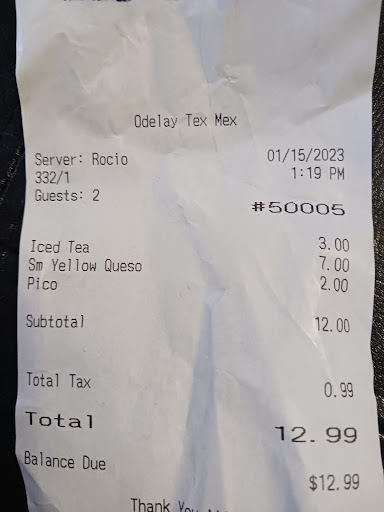 Odelay Tex Mex
Server: Rocio 01/15/2023
332/1 1:19 PM
Guests: 2
#50005
Iced Tea 3.00
Sm Yellow Queso 7.00
Pico 2.00
Subtotal 12.00
Total Tax 0.99
Total 12.99
Balance Due
$12.99
Thank You